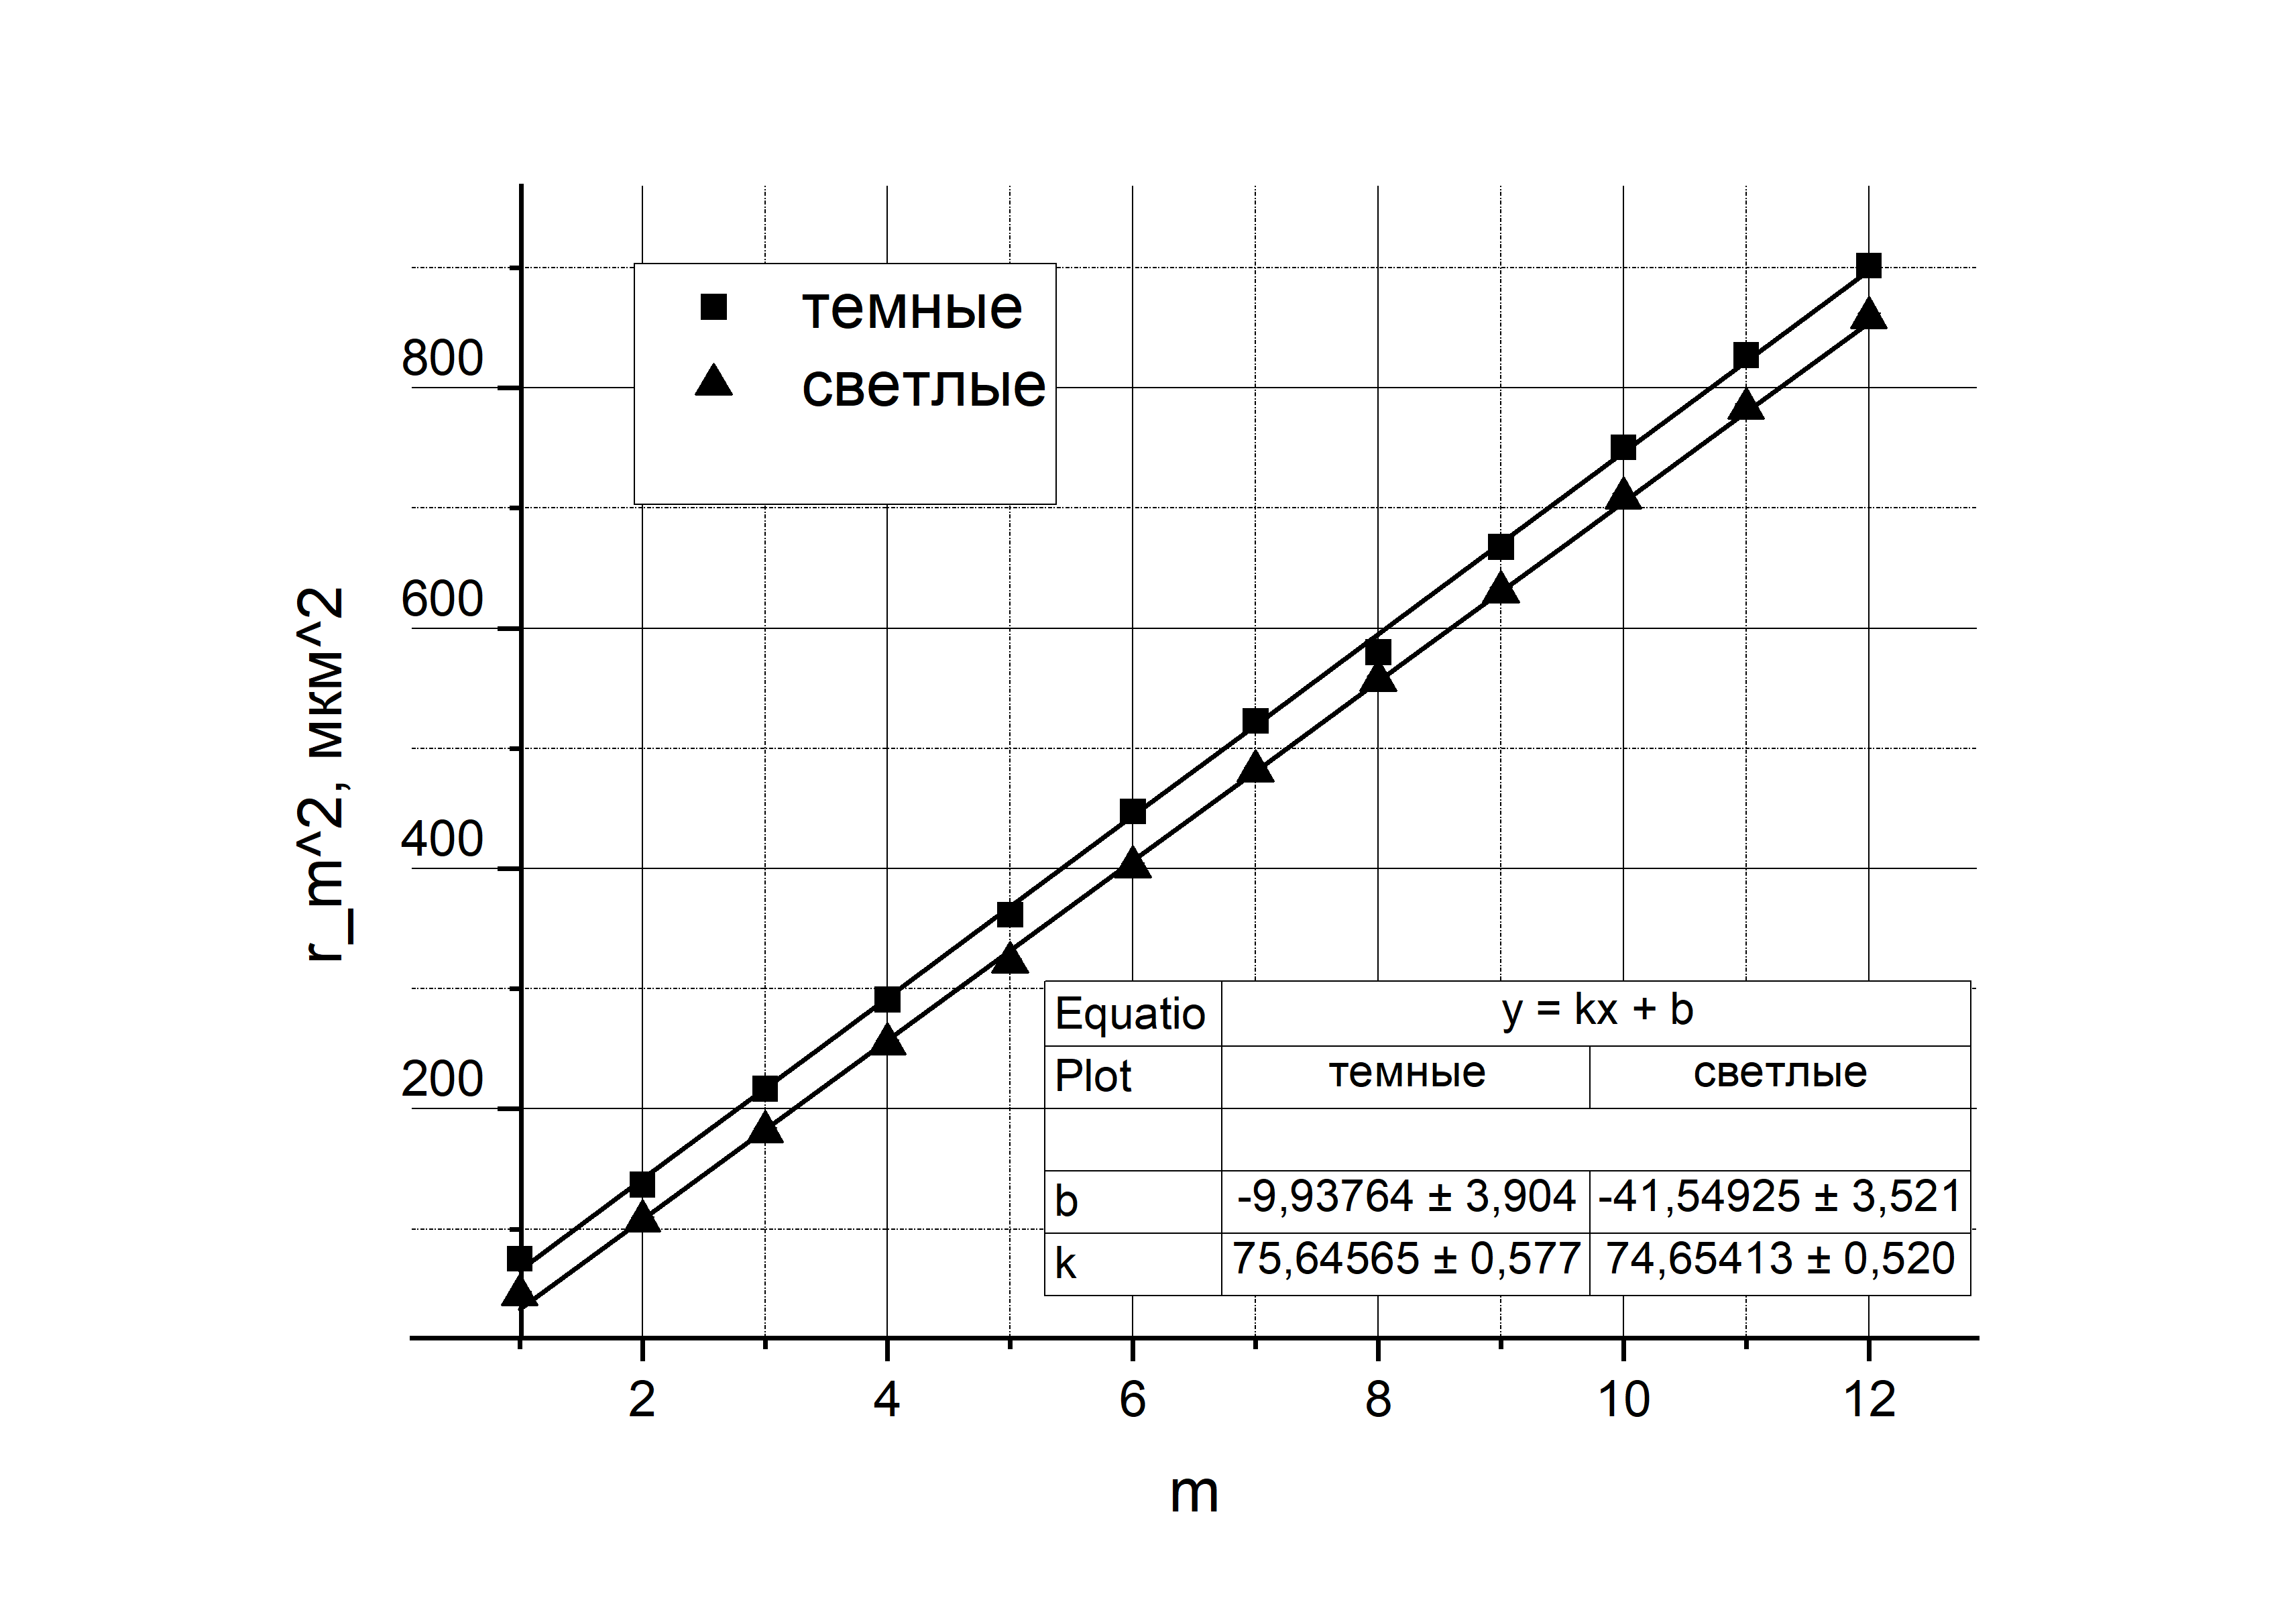 темные
светлые
800
600
400
200
r_m^2, мкм^2
Equatio y = kx + b
Plot темные светлые
b -9,93764 ± 3,904 -41,54925 ± 3,521
k 75,64565 ± 0,577 74,65413 ± 0,520
2 4 6 8 10 12
m